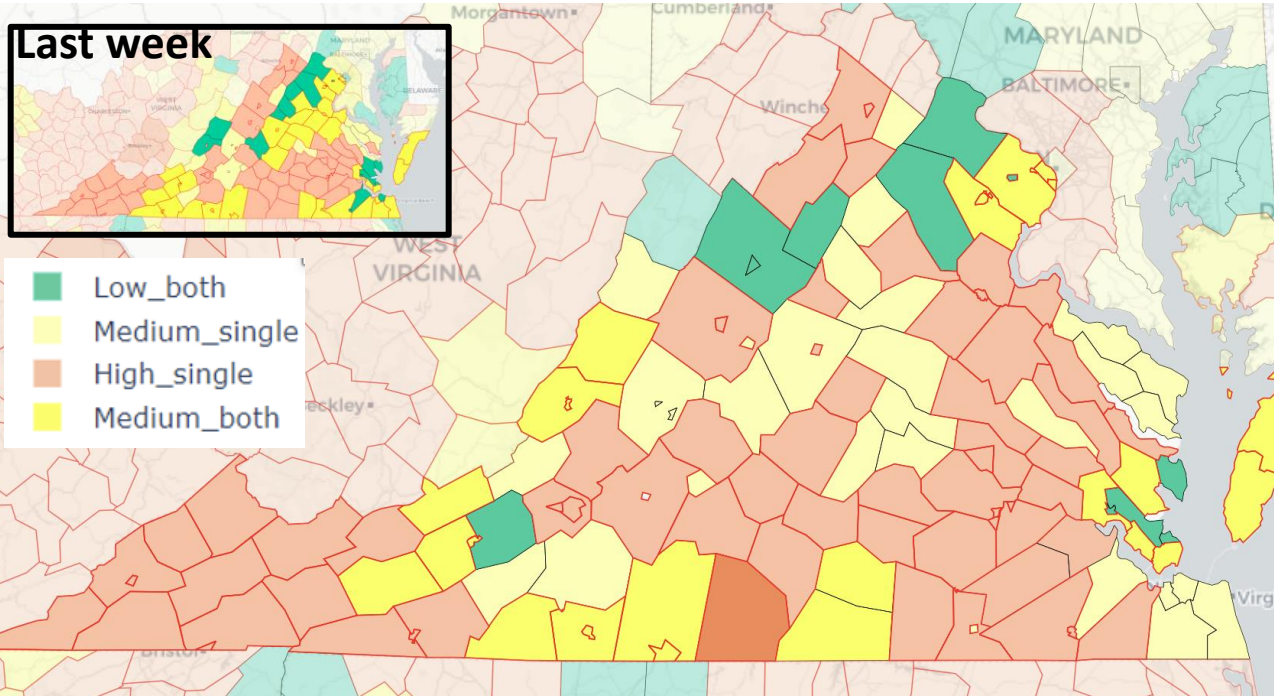 Morgantown
Cumberland
Last week
MARYLAND
BALTIMORE
Winche
WEST
VIRGINIA
Low_both
Medium_single
High_single
Medium_both
eckley
Virg
Bristol